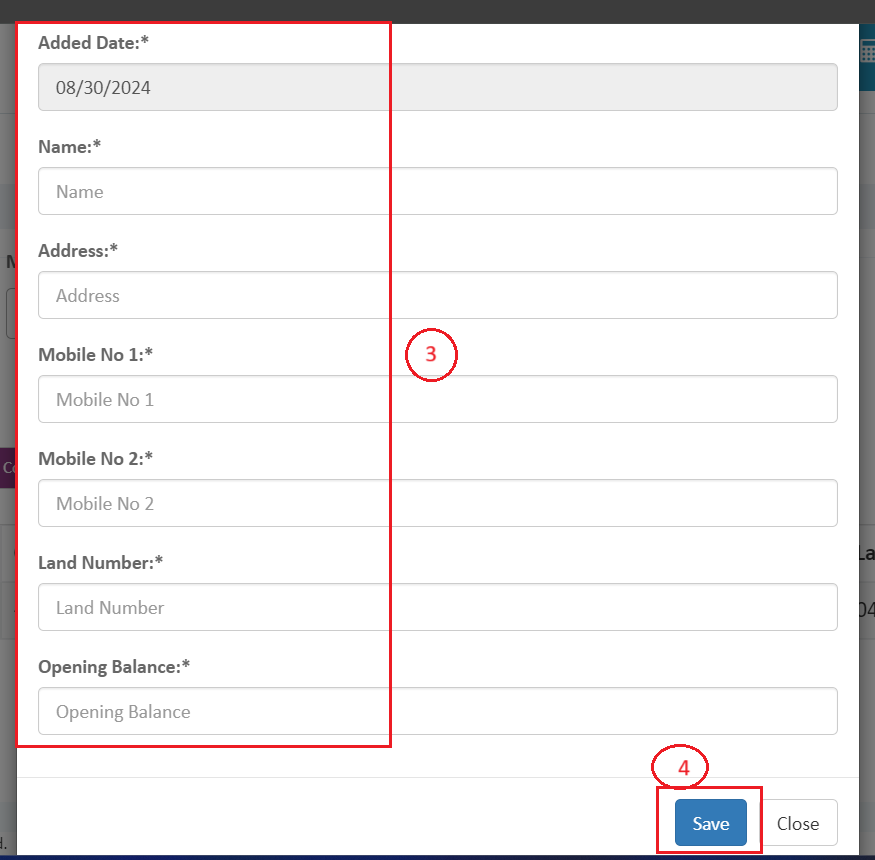 Added Date:*
08/30/2024
Name:*
Name
Address:*
Address
Mobile No 1:*
3
Mobile No 1
Mobile No 2:*
Mobile No 2
Land Number:*
Land Number
Opening Balance:*
Opening Balance
4
Save Close